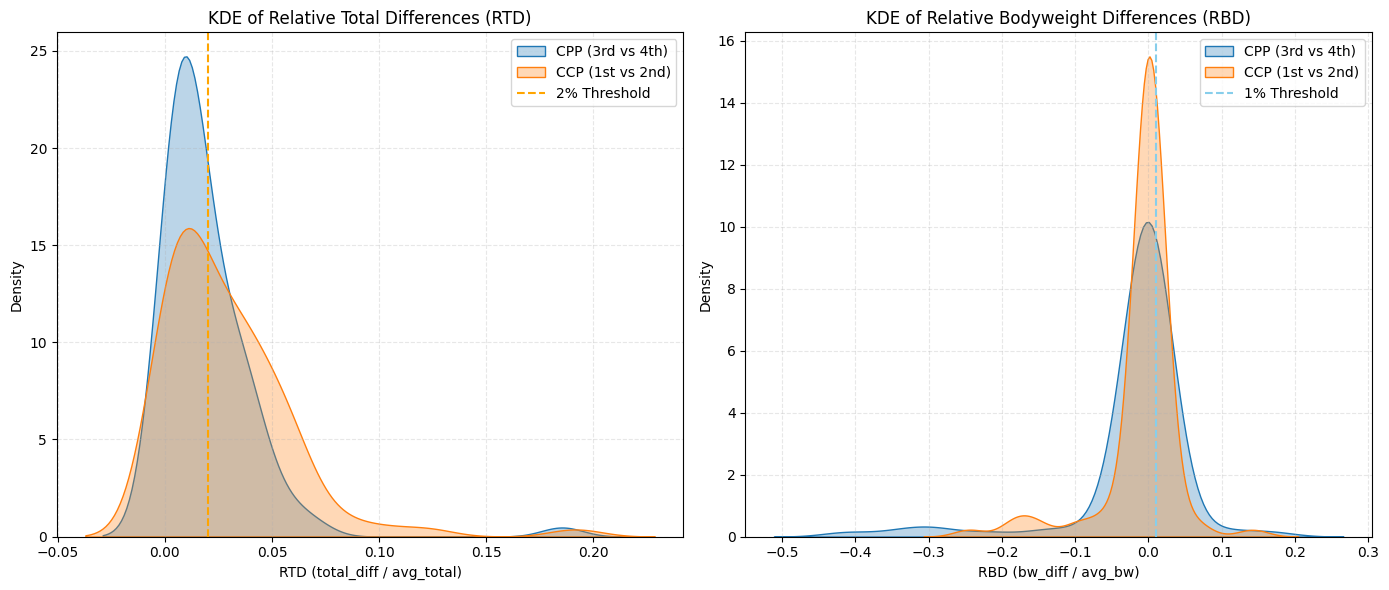 KDE of Relative Total Differences (RTD)
CPP (3rd vs 4th)
CCP (1st vs 2nd)
2% Threshold
25
20
15
10
5
0
Density
−0.05
0.00
0.05
0.10
0.15
0.20
RTD (total_diff / avg_total)
KDE of Relative Bodyweight Differences (RBD)
CPP (3rd vs 4th)
CCP (1st vs 2nd)
1% Threshold
16
14
12
10
8
6
4
2
0
Density
−0.5
−0.4
−0.3
−0.2
−0.1
0.0
0.1
0.2
0.3
RBD (bw_diff / avg_bw)